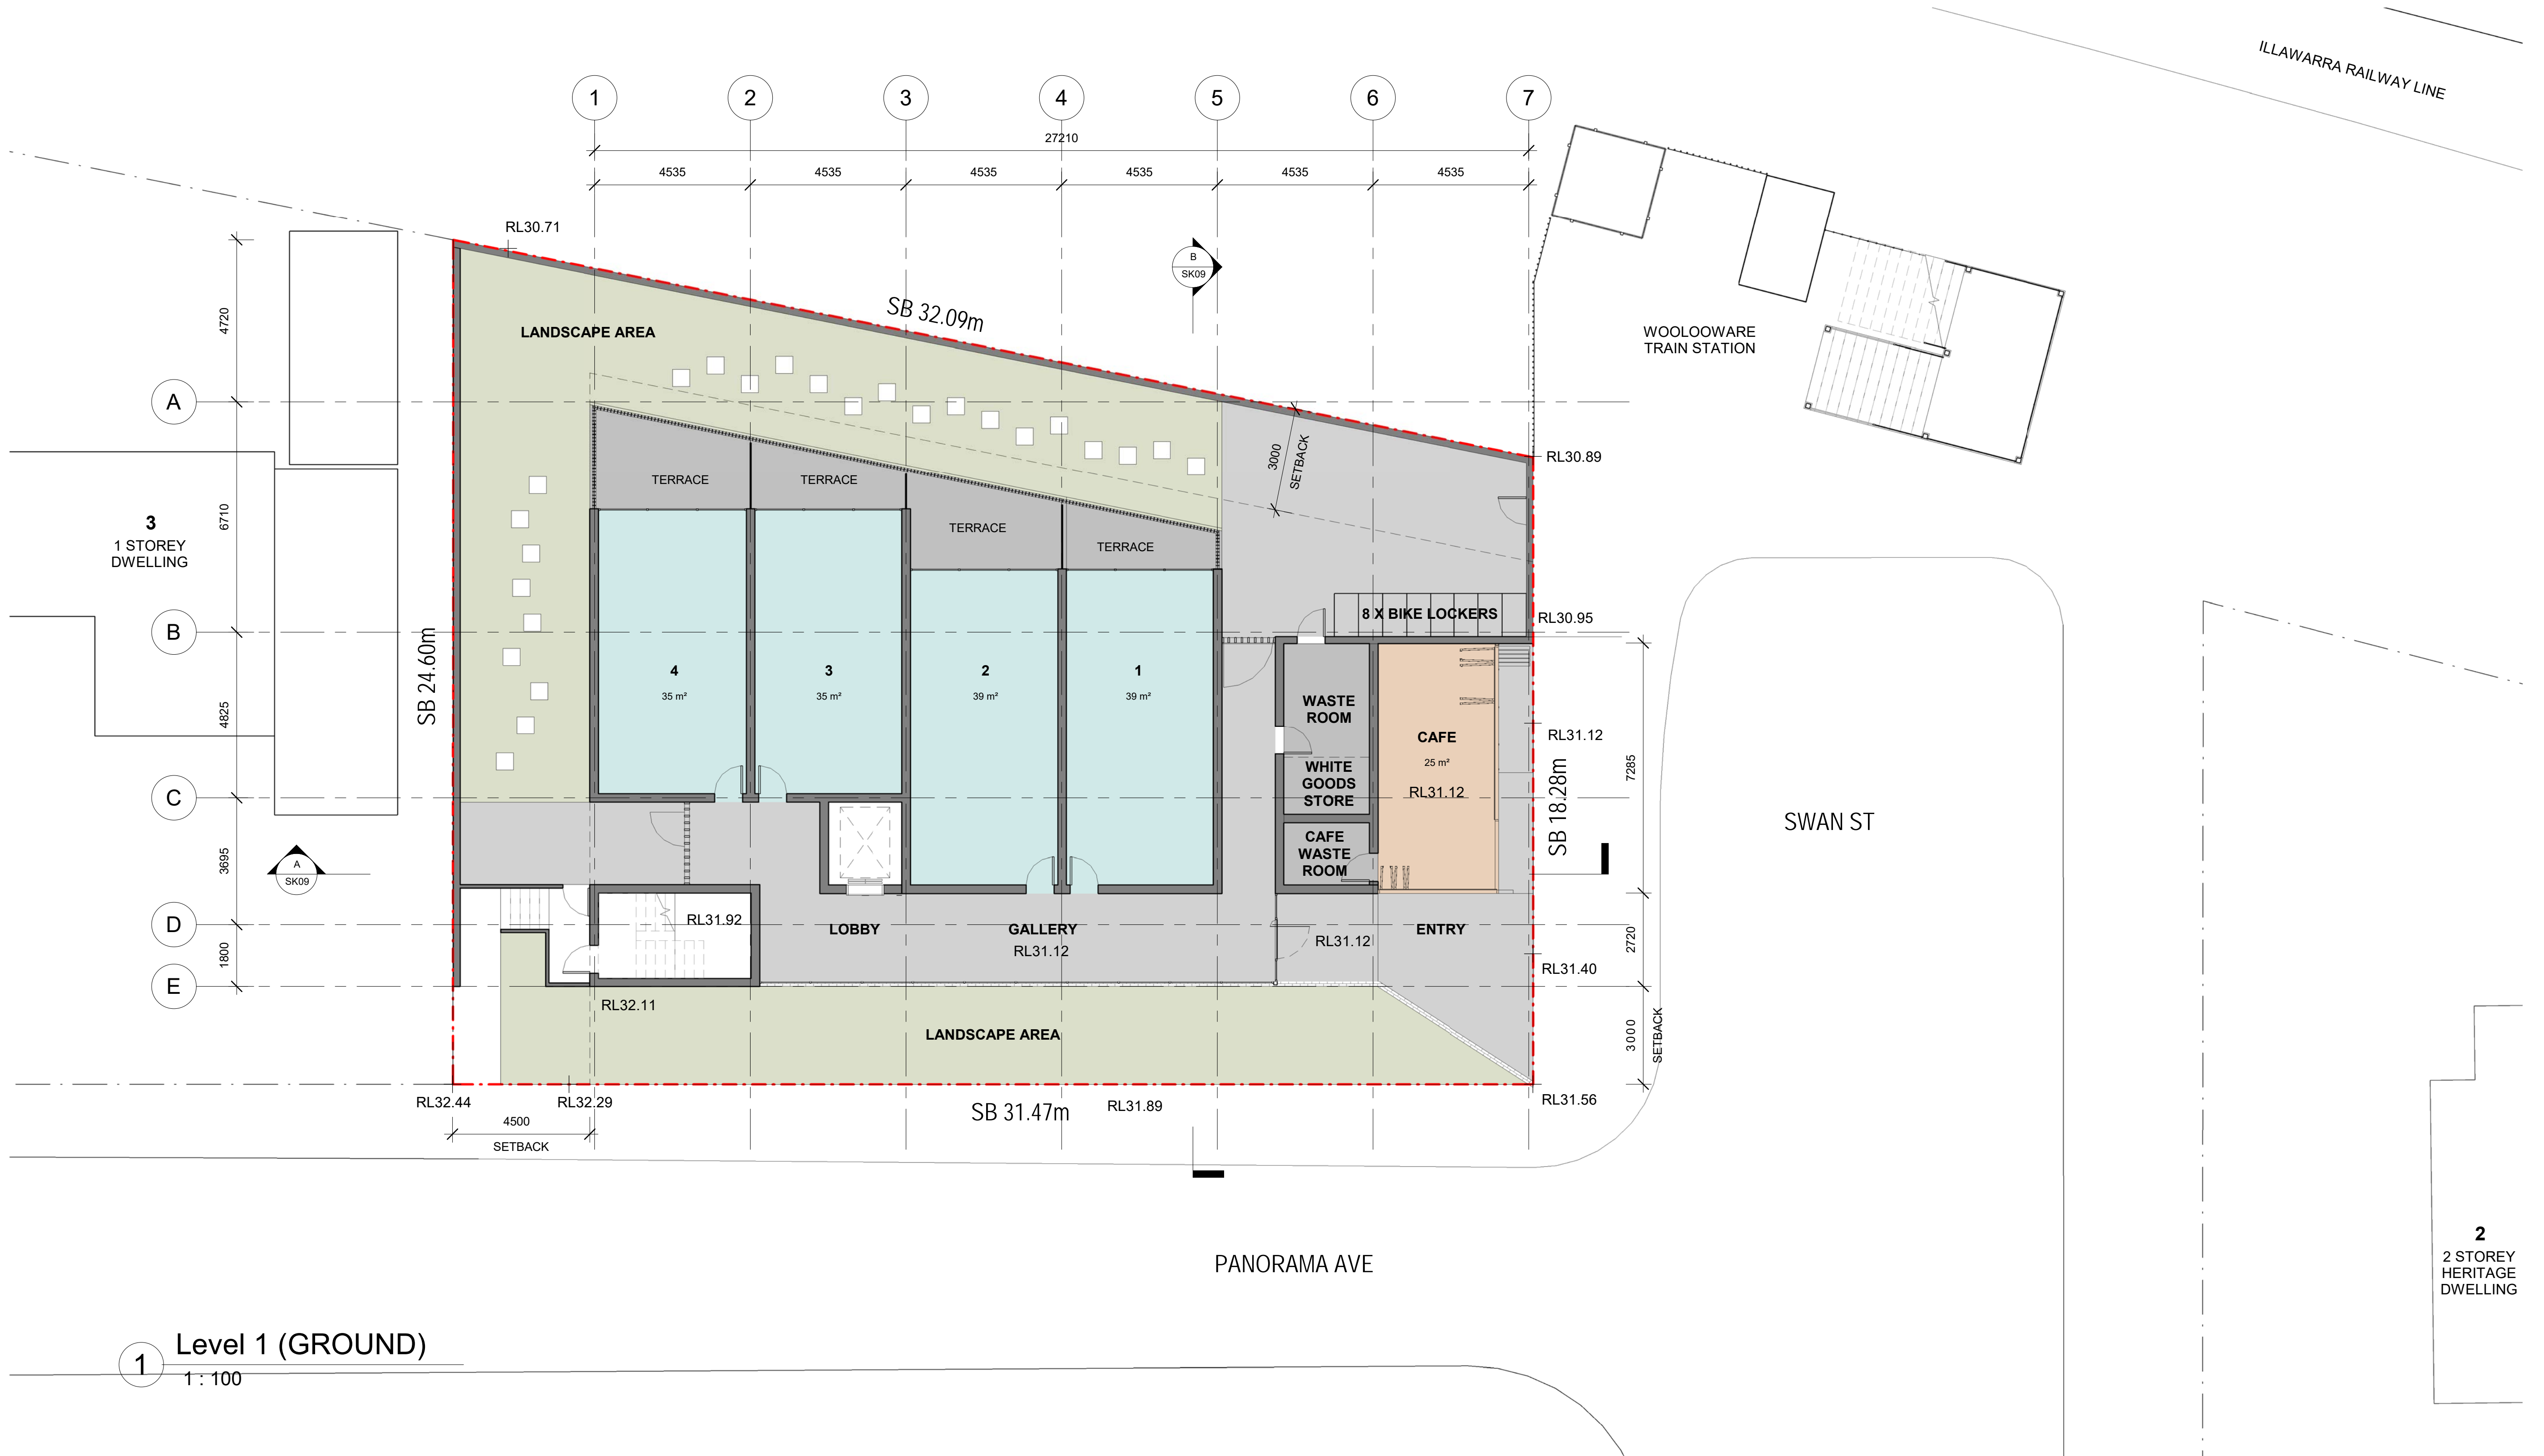 ILLAWARRA RAILWAY LINE
1
2
3
4
5
6
7
27210
4535
4535
4535
4535
4535
4535
RL30.71
B
SK09
SB 32.09m
4720
LANDSCAPE AREA
WOOLOOWARE
TRAIN STATION
A
3000
SETBACK
RL30.89
TERRACE
TERRACE
TERRACE
TERRACE
6710
3
1 STOREY
DWELLING
8 X BIKE LOCKERS
RL30.95
B
SB 24.60m
4
35 m²
3
35 m²
2
39 m²
1
39 m²
WASTE
ROOM
CAFE
25 m²
RL31.12
RL31.12
4825
WHITE
GOODS
STORE
7285
C
SB 18.28m
SWAN ST
CAFE
WASTE
ROOM
3695
A
SK09
D
RL31.92
LOBBY
GALLERY
RL31.12
RL31.12
ENTRY
2720
1800
RL31.40
E
RL32.11
LANDSCAPE AREA
3000
SETBACK
RL32.44
RL32.29
SB 31.47m
RL31.89
RL31.56
4500
SETBACK
PANORAMA AVE
2
2 STOREY
HERITAGE
DWELLING
1
Level 1 (GROUND)
1 : 100